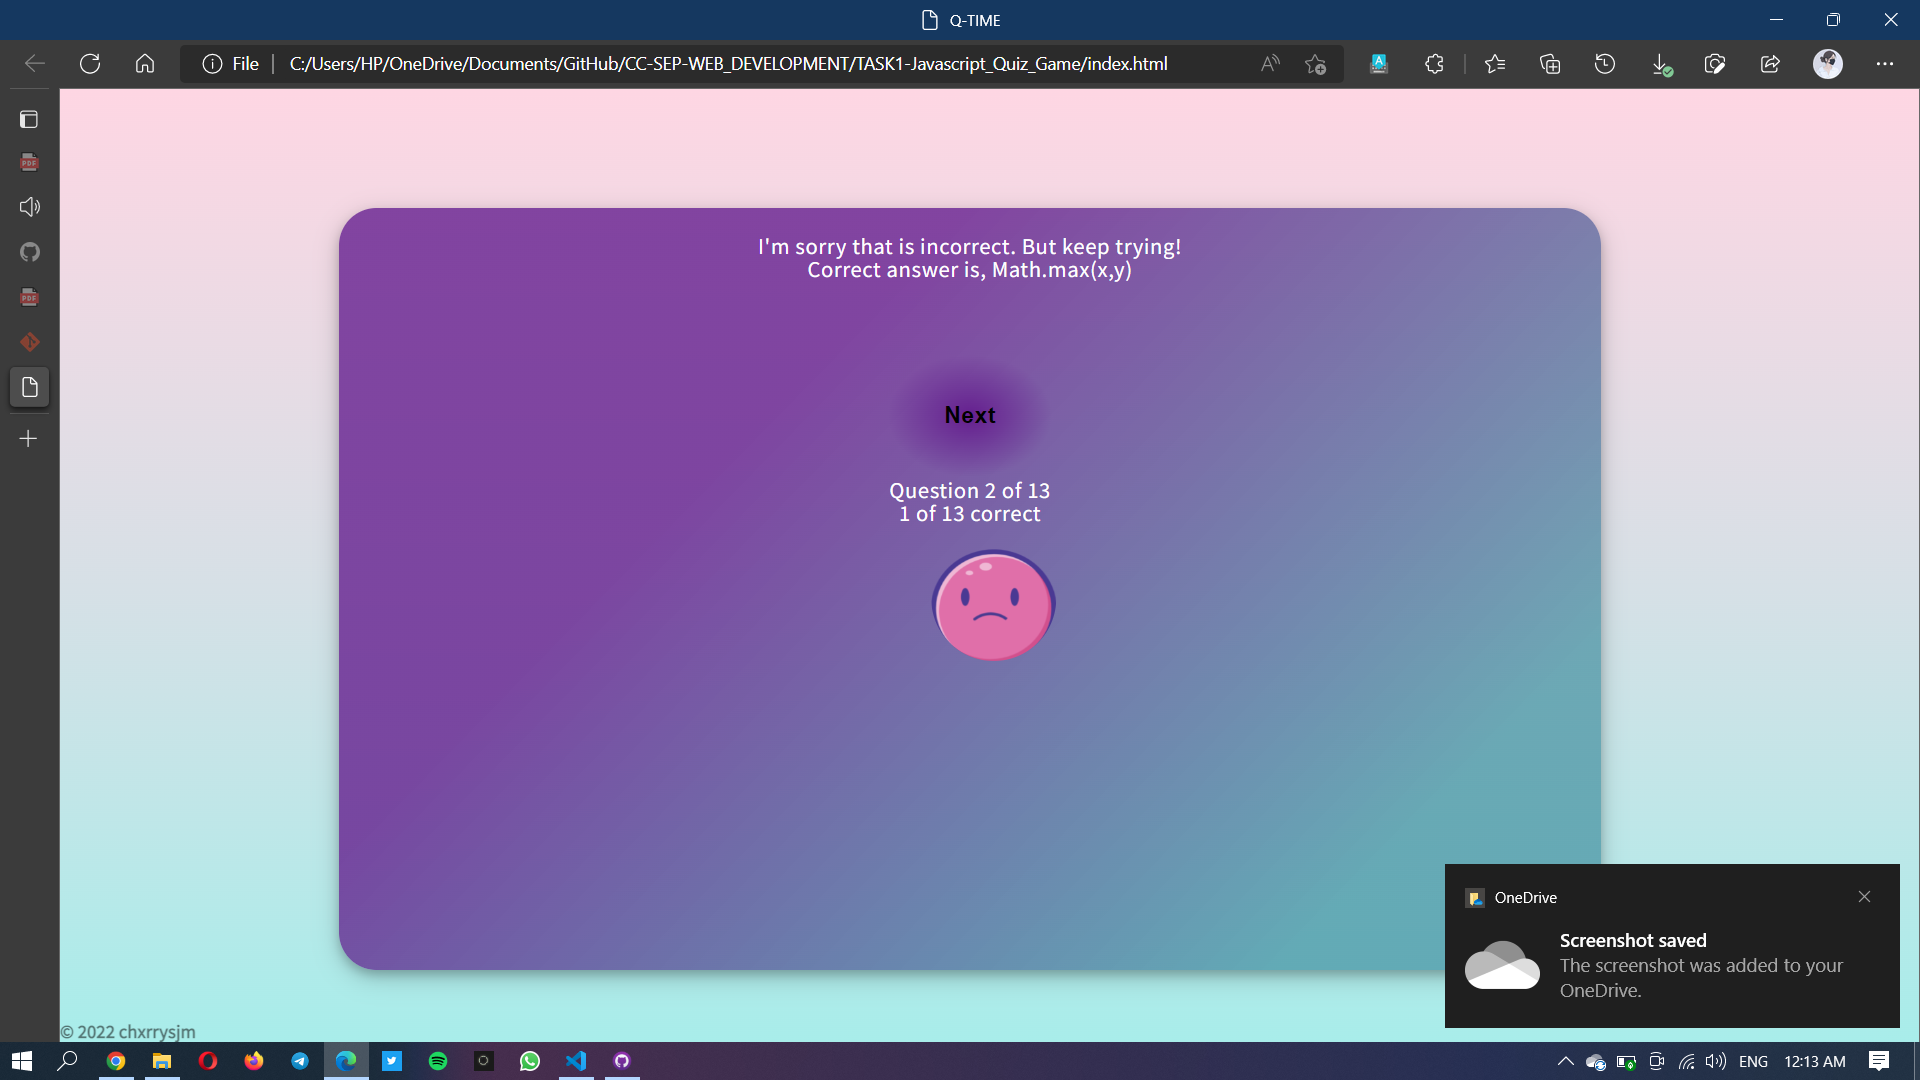 Q-TIME
File
C:/Users/HP/OneDrive/Documents/GitHub/CC-SEP-WEB_DEVELOPMENT/TASK1-Javascript_Quiz_Game/index.html
I'm sorry that is incorrect. But keep trying!
Correct answer is, Math.max(x,y)
Next
Question 2 of 13
1 of 13 correct
OneDrive
Screenshot saved
The screenshot was added to your
OneDrive.
© 2022 chxrrysjm
ENG
12:13 AM